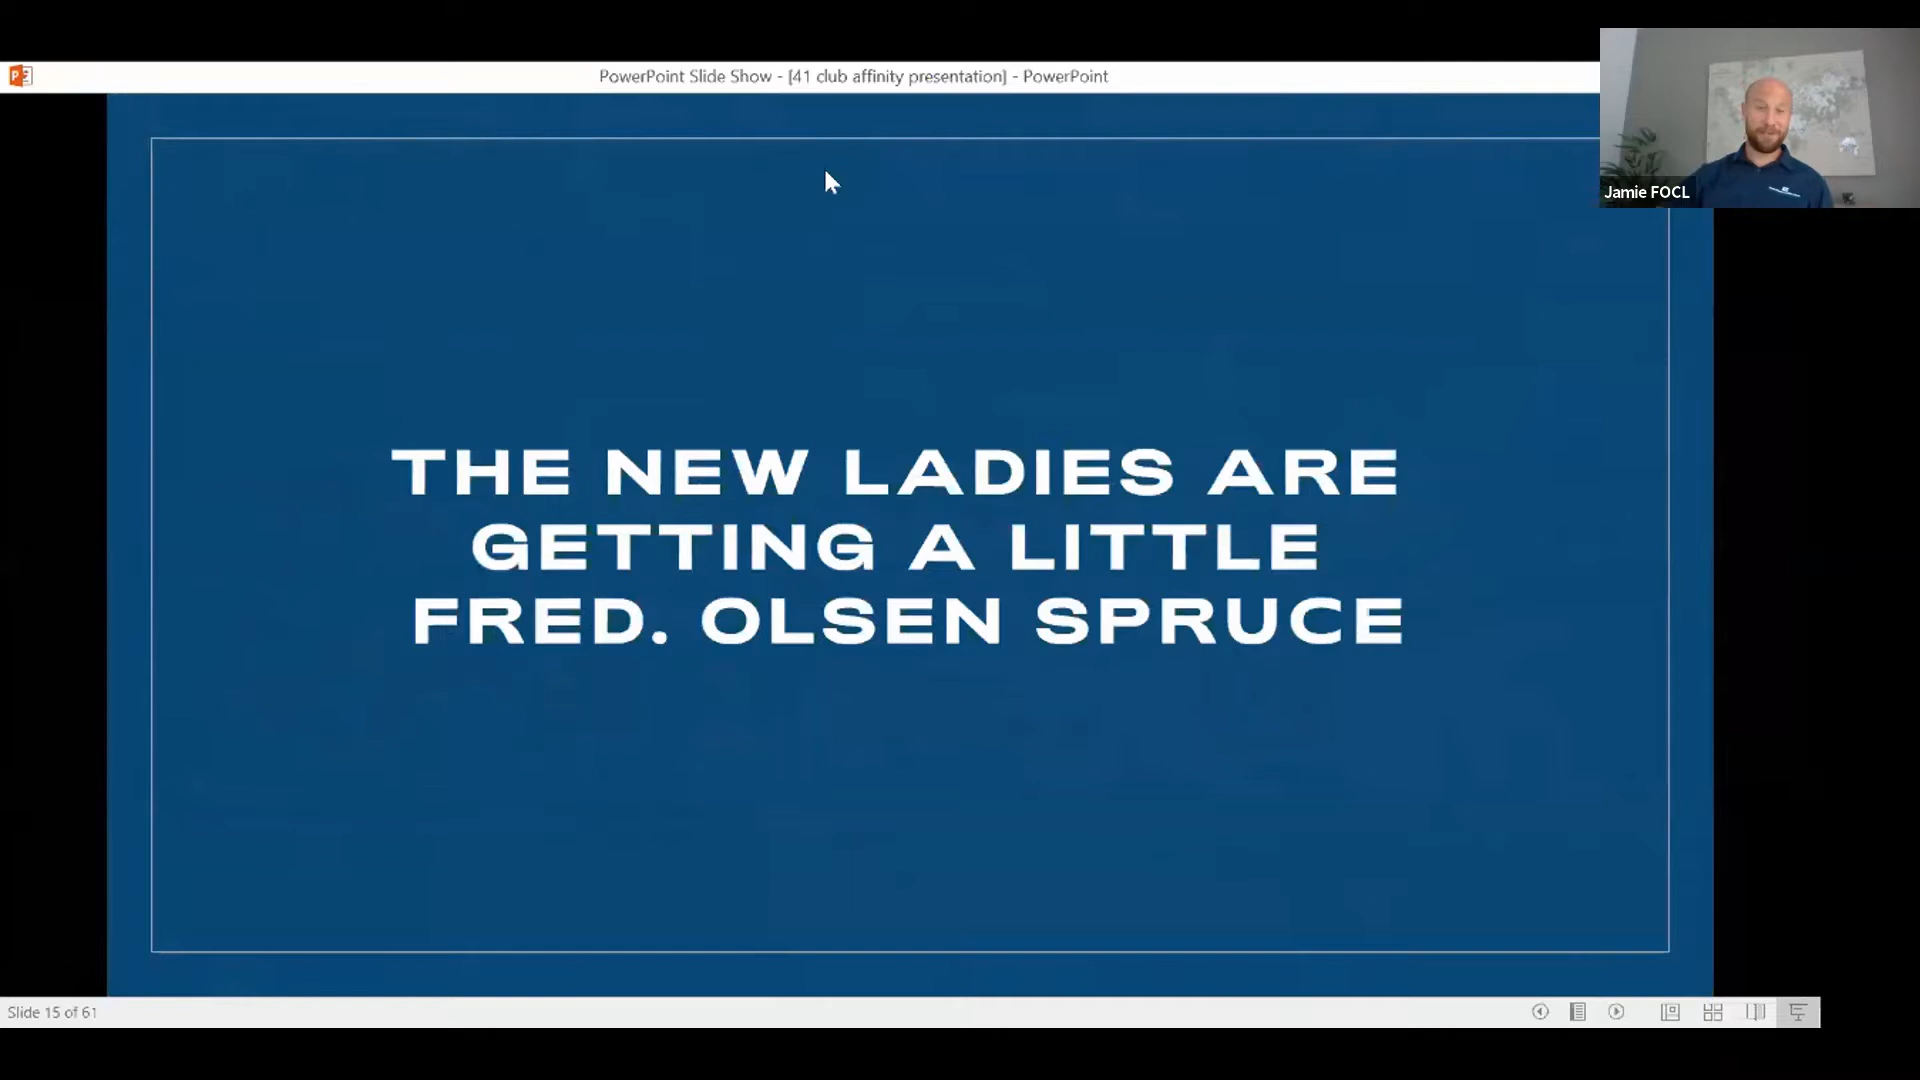 PowerPoint Slide Show - [41 club affinity presentation] - PowerPoint
Jamie FOCL
THE NEW LADIES ARE
GETTING A LITTLE
FRED. OLSEN SPRUCE
Slide 15 of 61